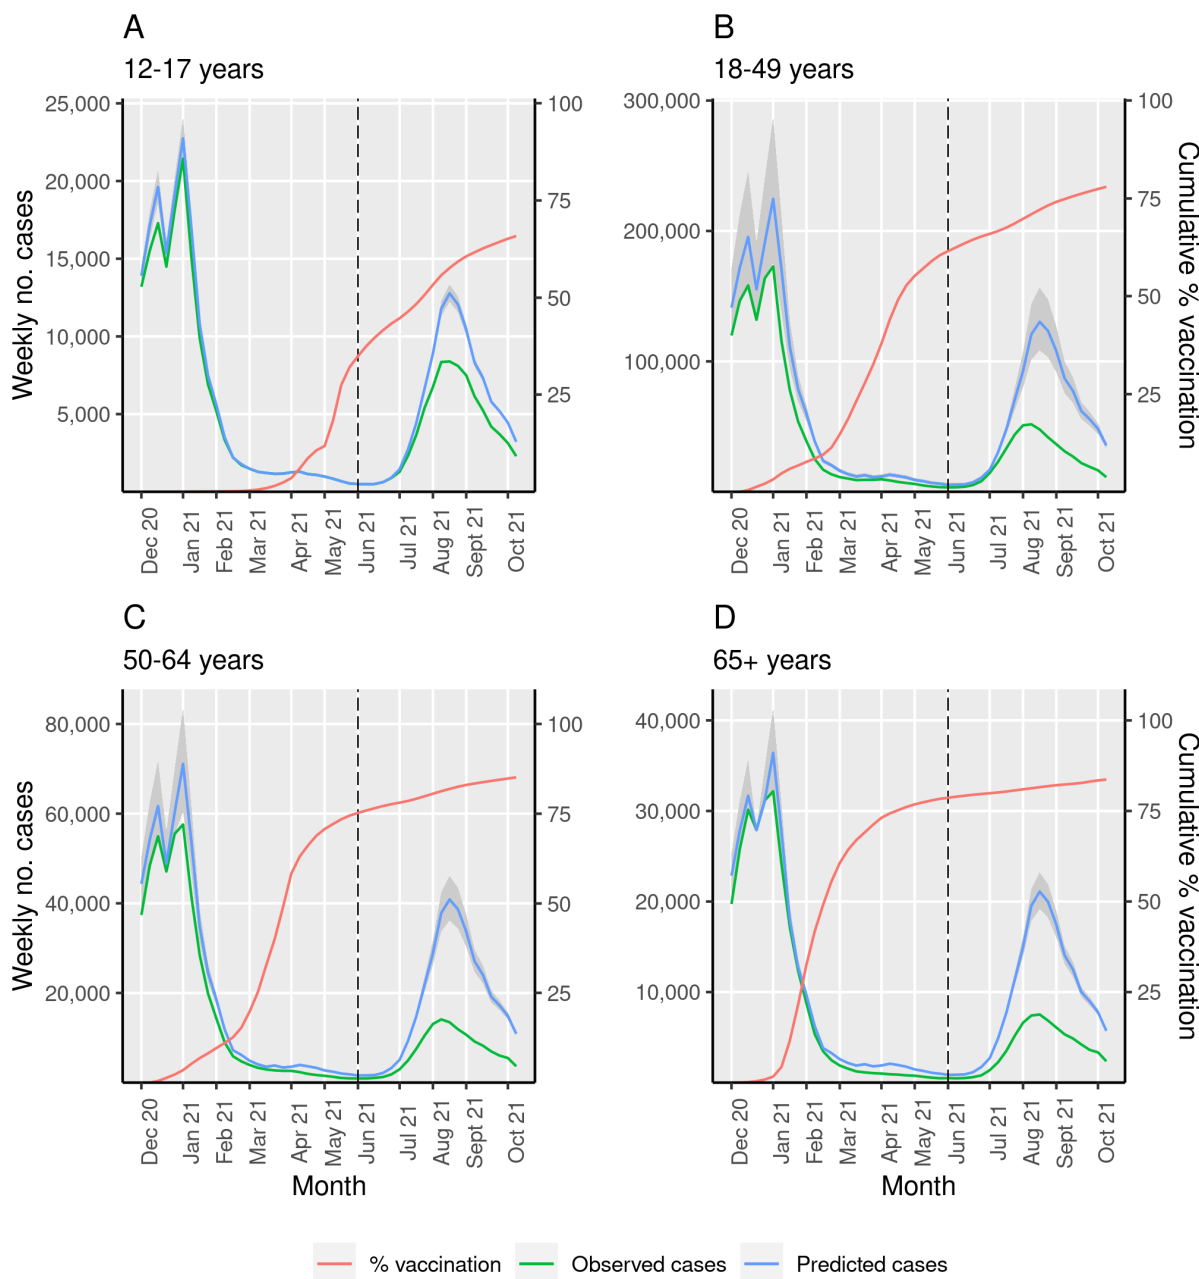 A
12-17 years
25,000
20,000
15,000
10,000
5,000
100
75
50
25
Weekly no. cases
Dec 20
Jan 21
Feb 21
Mar 21
Apr 21
May 21
Jun 21
Jul 21
Aug 21
Sept 21
Oct 21
B
18-49 years
300,000
200,000
100,000
100
75
50
25
Cumulative % vaccination
Dec 20
Jan 21
Feb 21
Mar 21
Apr 21
May 21
Jun 21
Jul 21
Aug 21
Sept 21
Oct 21
C
50-64 years
80,000
60,000
40,000
20,000
100
75
50
25
Weekly no. cases
Dec 20
Jan 21
Feb 21
Mar 21
Apr 21
May 21
Jun 21
Jul 21
Aug 21
Sept 21
Oct 21
Month
D
65+ years
40,000
30,000
20,000
10,000
100
75
50
25
Cumulative % vaccination
Dec 20
Jan 21
Feb 21
Mar 21
Apr 21
May 21
Jun 21
Jul 21
Aug 21
Sept 21
Oct 21
Month
% vaccination
Observed cases
Predicted cases